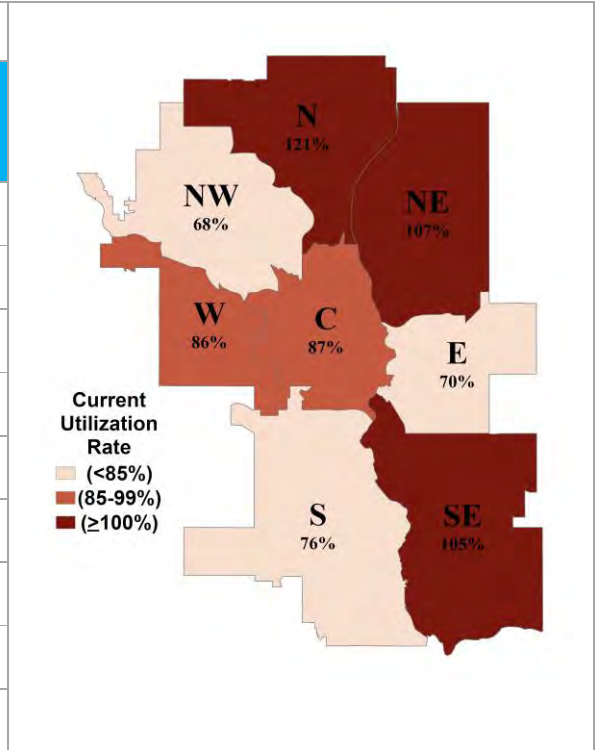 N
121%
NW
68%
NE
107%
W
86%
C
87%
E
70%
Current
Utilization
Rate
(<85%)
(85-99%)
(≥100%)
S
76%
SE
105%